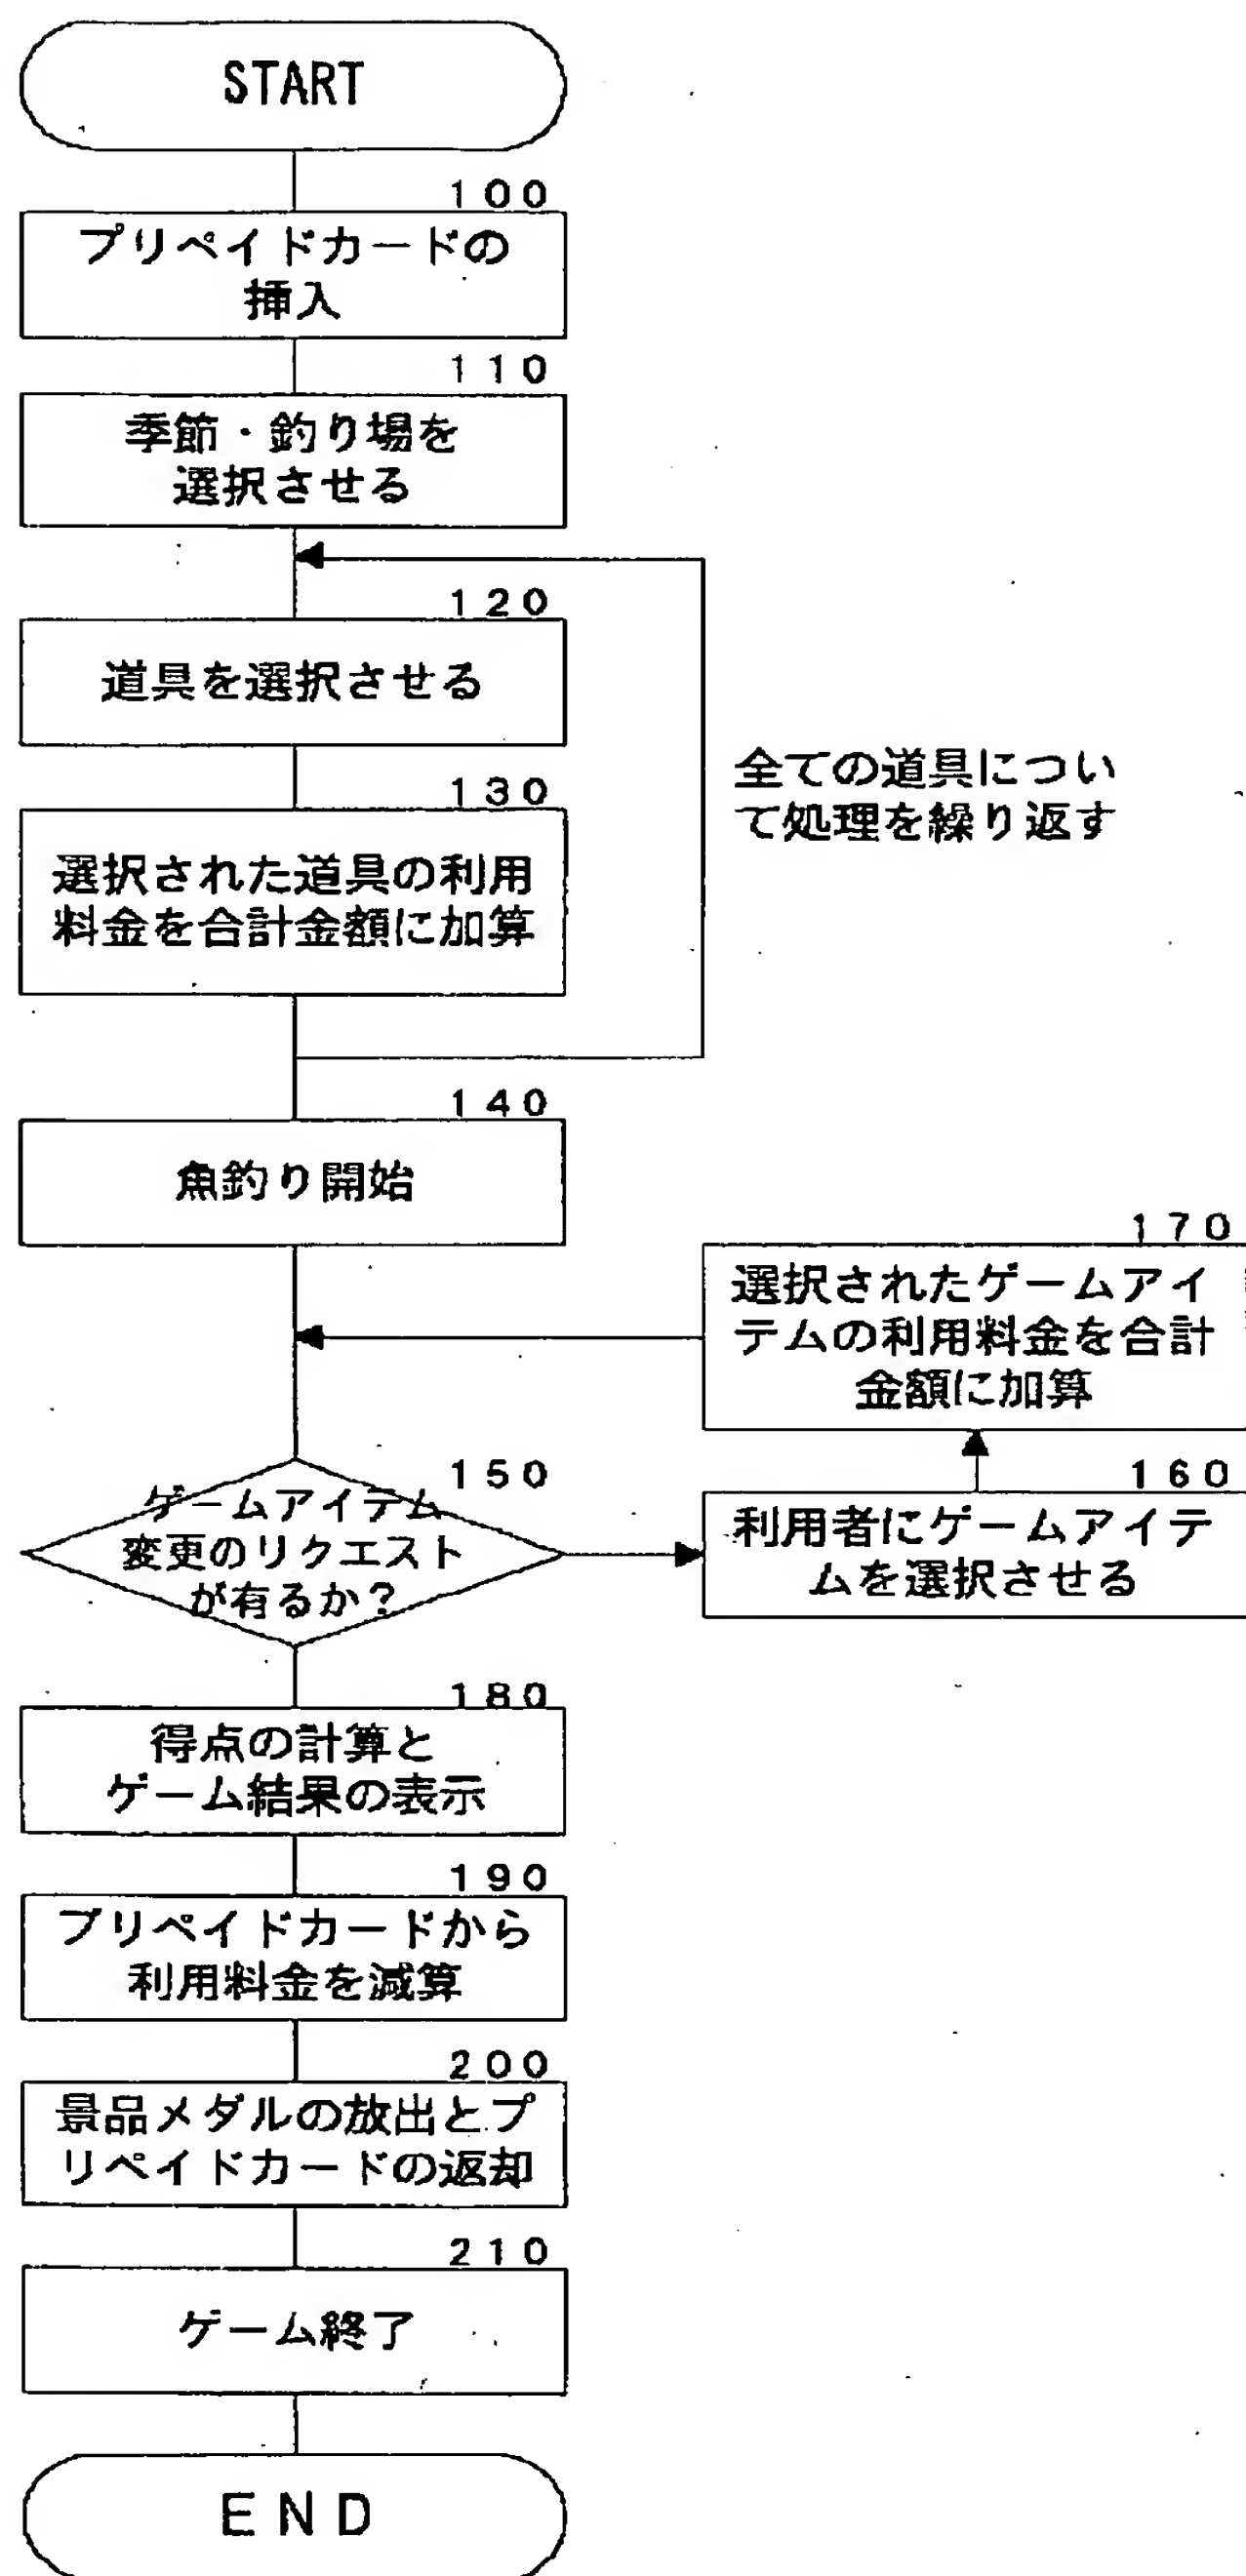 START
100
プリペイドカードの
挿入
110
季節・釣り場を
選択させる
120
道具を選択させる
130
選択された道具の利用
料金を合計金額に加算
全ての道具につい
て処理を繰り返す
140
魚釣り開始
170
選択されたゲームアイ
テムの利用料金を合計
金額に加算
150
ゲームアイテム
変更のリクエスト
が有るか？
160
利用者にゲームアイテ
ムを選択させる
180
得点の計算と
ゲーム結果の表示
190
プリペイドカードから
利用料金を減算
200
景品メダルの放出とプ
リペイドカードの返却
210
ゲーム終了
END